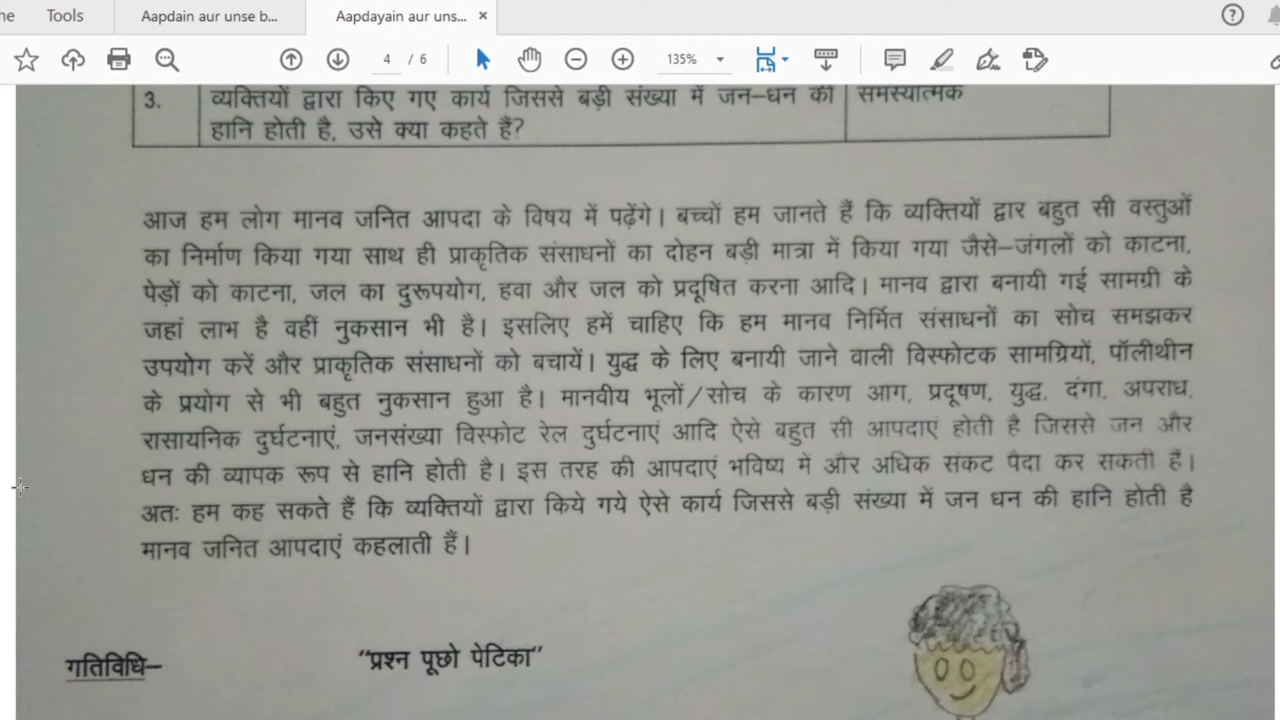 ne Tools Aapdain aur unse b... Aapdayain aur uns... ×
4 / 6 135%
3. व्यक्तियों द्वारा किए गए कार्य जिससे बड़ी संख्या में जन–धन की समस्यात्मक
हानि होती है, उसे क्या कहते हैं?
आज हम लोग मानव जनित आपदा के विषय में पढ़ेंगे। बच्चों हम जानते हैं कि व्यक्तियों द्वार बहुत सी वस्तुओं
का निर्माण किया गया साथ ही प्राकृतिक संसाधनों का दोहन बड़ी मात्रा में किया गया जैसे–जंगलों को काटना,
पेड़ों को काटना, जल का दुरूपयोग, हवा और जल को प्रदूषित करना आदि। मानव द्वारा बनायी गई सामग्री के
जहां लाभ है वहीं नुकसान भी है। इसलिए हमें चाहिए कि हम मानव निर्मित संसाधनों का सोच समझकर
उपयोग करें और प्राकृतिक संसाधनों को बचायें। युद्ध के लिए बनायी जाने वाली विस्फोटक सामग्रियों, पॉलीथीन
के प्रयोग से भी बहुत नुकसान हुआ है। मानवीय भूलों/सोच के कारण आग, प्रदूषण, युद्ध, दंगा, अपराध,
रासायनिक दुर्घटनाएं, जनसंख्या विस्फोट रेल दुर्घटनाएं आदि ऐसे बहुत सी आपदाएं होती है जिससे जन और
धन की व्यापक रूप से हानि होती है। इस तरह की आपदाएं भविष्य में और अधिक संकट पैदा कर सकती हैं।
अतः हम कह सकते हैं कि व्यक्तियों द्वारा किये गये ऐसे कार्य जिससे बड़ी संख्या में जन धन की हानि होती है
मानव जनित आपदाएं कहलाती हैं।
गतिविधि– "प्रश्न पूछो पेटिका"